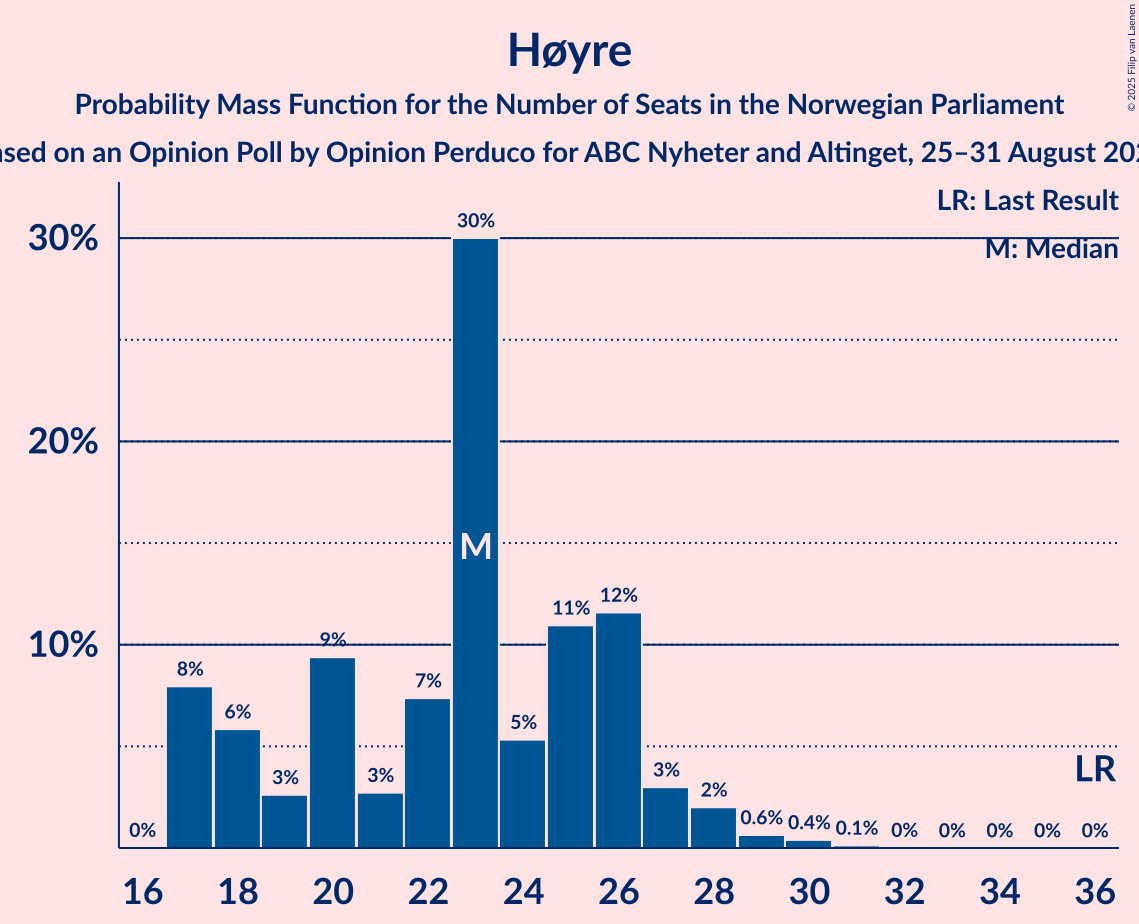 © 2025 Filip van Laenen
Høyre
Probability Mass Function for the Number of Seats in the Norwegian Parliament
on an Opinion Poll by Opinion Perduco for ABC Nyheter and Altinget, 25–31 August
LR: Last Result
M: Median
30%
20%
10%
0%
8%
6%
3%
9%
3%
7%
30%
M
5%
11%
12%
3%
2%
0.6%
0.4%
0.1%
0%
0%
0%
0%
0%
LR
16 18 20 22 24 26 28 30 32 34 36